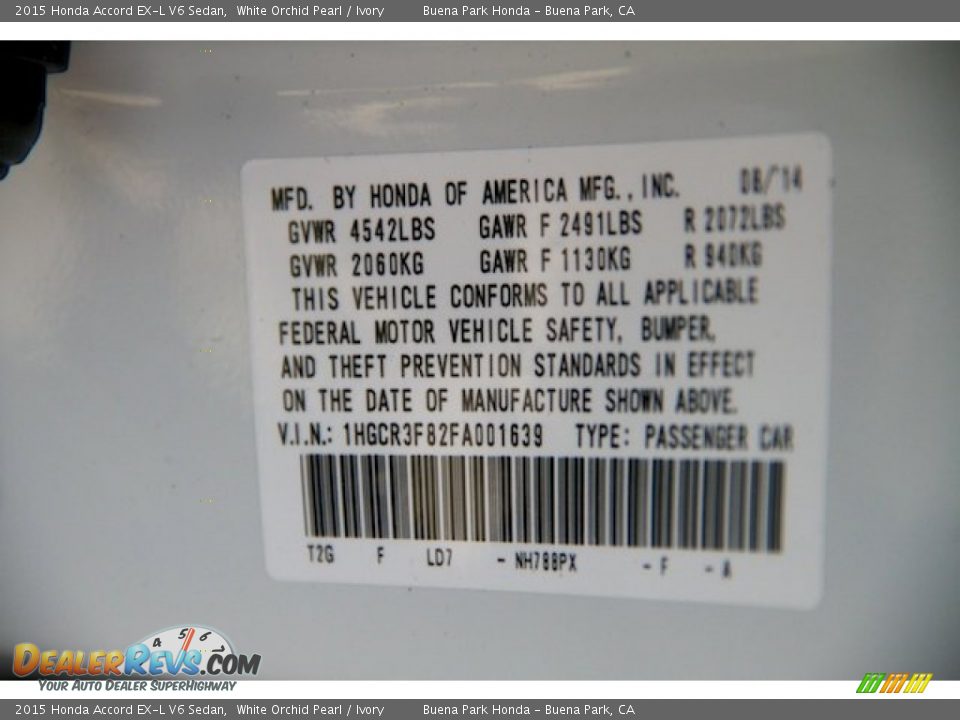 2015 Honda Accord EX-L V6 Sedan, White Orchid Pearl / Ivory Buena Park Honda - Buena Park, CA
MFD. BY HONDA OF AMERICA MFG., INC. 08/14
GVWR 4542LBS GAWR F 2491LBS R 2072LBS
GVWR 2060KG GAWR F 1130KG R 940KG
THIS VEHICLE CONFORMS TO ALL APPLICABLE
FEDERAL MOTOR VEHICLE SAFETY, BUMPER,
AND THEFT PREVENTION STANDARDS IN EFFECT
ON THE DATE OF MANUFACTURE SHOWN ABOVE.
V.I.N.: 1HGCR3F82FA001639 TYPE: PASSENGER CAR
T2G F LD7 - NH788PX - F - A
4 5 6 7
DEALERREVS.COM
YOUR AUTO DEALER SUPERHIGHWAY
2015 Honda Accord EX-L V6 Sedan, White Orchid Pearl / Ivory Buena Park Honda - Buena Park, CA